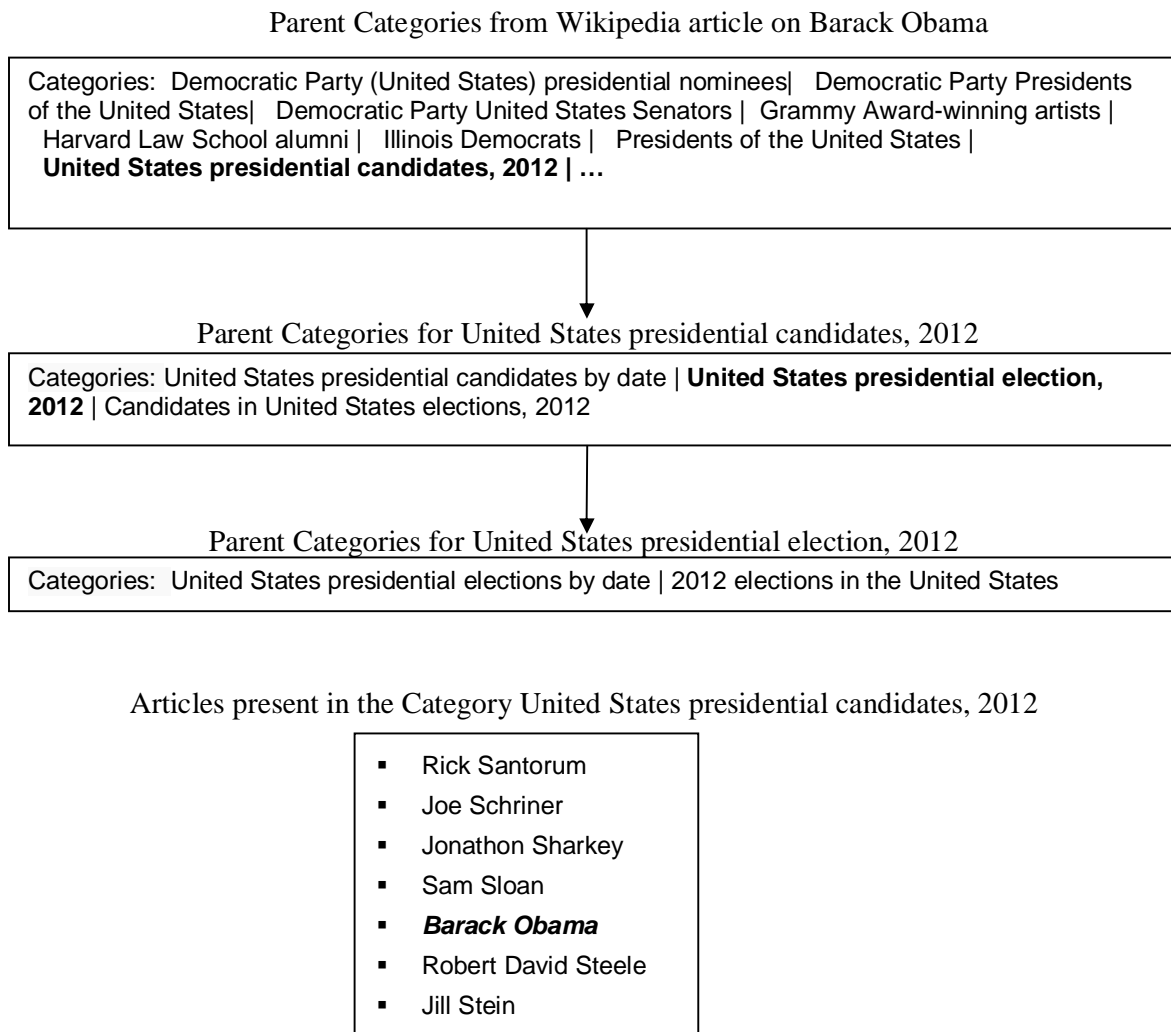 Parent Categories from Wikipedia article on Barack Obama
Categories: Democratic Party (United States) presidential nominees| Democratic Party Presidents
of the United States| Democratic Party United States Senators | Grammy Award-winning artists |
Harvard Law School alumni | Illinois Democrats | Presidents of the United States |
United States presidential candidates, 2012 | ...
Parent Categories for United States presidential candidates, 2012
Categories: United States presidential candidates by date | United States presidential election,
2012 | Candidates in United States elections, 2012
Parent Categories for United States presidential election, 2012
Categories: United States presidential elections by date | 2012 elections in the United States
Articles present in the Category United States presidential candidates, 2012
▪ Rick Santorum
▪ Joe Schriner
▪ Jonathon Sharkey
▪ Sam Sloan
▪ Barack Obama
▪ Robert David Steele
▪ Jill Stein